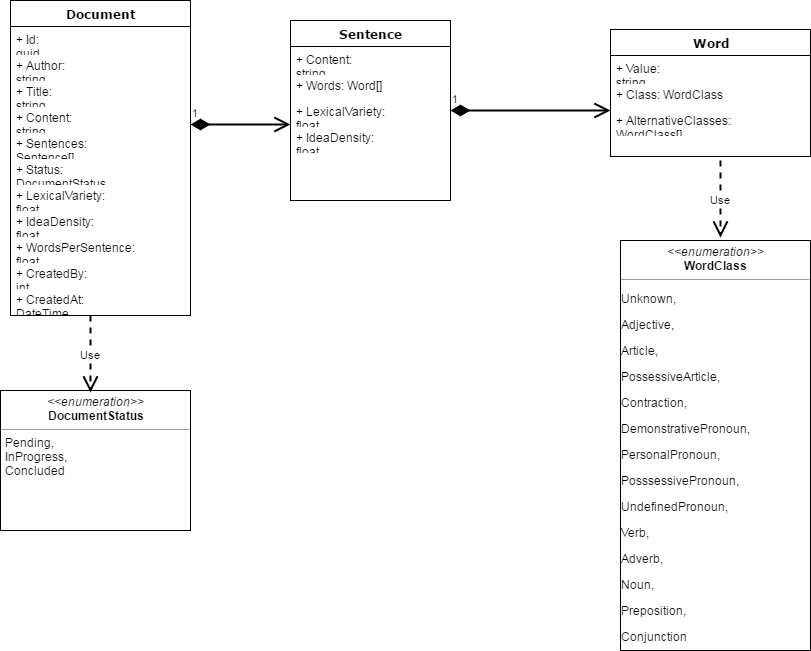 Document
+ Id:
guid
+ Author:
string
+ Title:
string
+ Content:
string
+ Sentences:
Sentence[]
+ Status:
DocumentStatus
+ LexicalVariety:
float
+ IdeaDensity:
float
+ WordsPerSentence:
float
+ CreatedBy:
int
+ CreatedAt:
DateTime
1
Sentence
+ Content:
string
+ Words: Word[]
+ LexicalVariety:
float
+ IdeaDensity:
float
1
Word
+ Value:
string
+ Class: WordClass
+ AlternativeClasses:
WordClass[]
Use
<<enumeration>>
DocumentStatus
Pending,
InProgress,
Concluded
Use
<<enumeration>>
WordClass
Unknown,
Adjective,
Article,
PossessiveArticle,
Contraction,
DemonstrativePronoun,
PersonalPronoun,
PosssessivePronoun,
UndefinedPronoun,
Verb,
Adverb,
Noun,
Preposition,
Conjunction